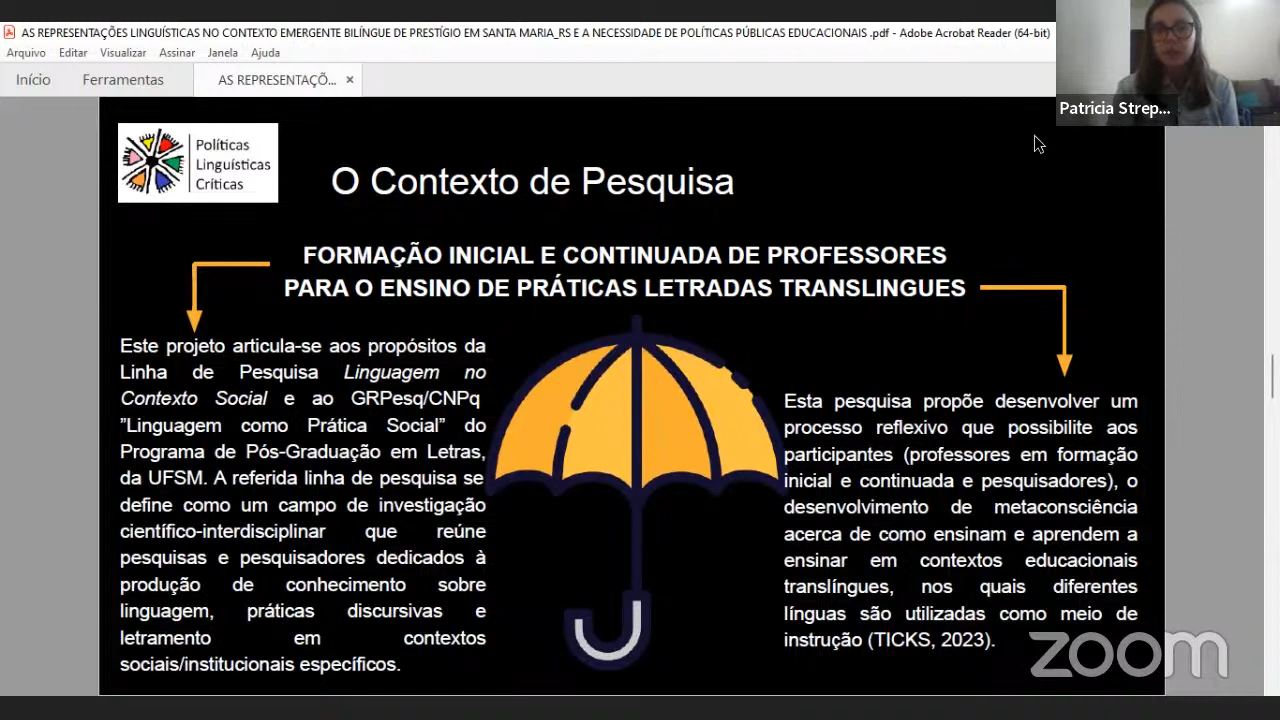 AS REPRESENTAÇÕES LINGUÍSTICAS NO CONTEXTO EMERGENTE BILÍNGUE DE PRESTÍGIO EM SANTA MARIA_RS E A NECESSIDADE DE POLÍTICAS PÚBLICAS EDUCACIONAIS .pdf - Adobe Acrobat Reader (64-bit)
Arquivo Editar Visualizar Assinar Janela Ajuda
Início Ferramentas AS REPRESENTAÇÕ... ×
Patricia Strep...
Políticas
Linguísticas
Críticas
O Contexto de Pesquisa
FORMAÇÃO INICIAL E CONTINUADA DE PROFESSORES
PARA O ENSINO DE PRÁTICAS LETRADAS TRANSLINGUES
Este projeto articula-se aos propósitos da
Linha de Pesquisa Linguagem no
Contexto Social e ao GRPesq/CNPq
"Linguagem como Prática Social" do
Programa de Pós-Graduação em Letras,
da UFSM. A referida linha de pesquisa se
define como um campo de investigação
científico-interdisciplinar que reúne
pesquisas e pesquisadores dedicados à
produção de conhecimento sobre
linguagem, práticas discursivas e
letramento em contextos
sociais/institucionais específicos.
Esta pesquisa propõe desenvolver um
processo reflexivo que possibilite aos
participantes (professores em formação
inicial e continuada e pesquisadores), o
desenvolvimento de metaconsciência
acerca de como ensinam e aprendem a
ensinar em contextos educacionais
translíngues, nos quais diferentes
línguas são utilizadas como meio de
instrução (TICKS, 2023).
zoom